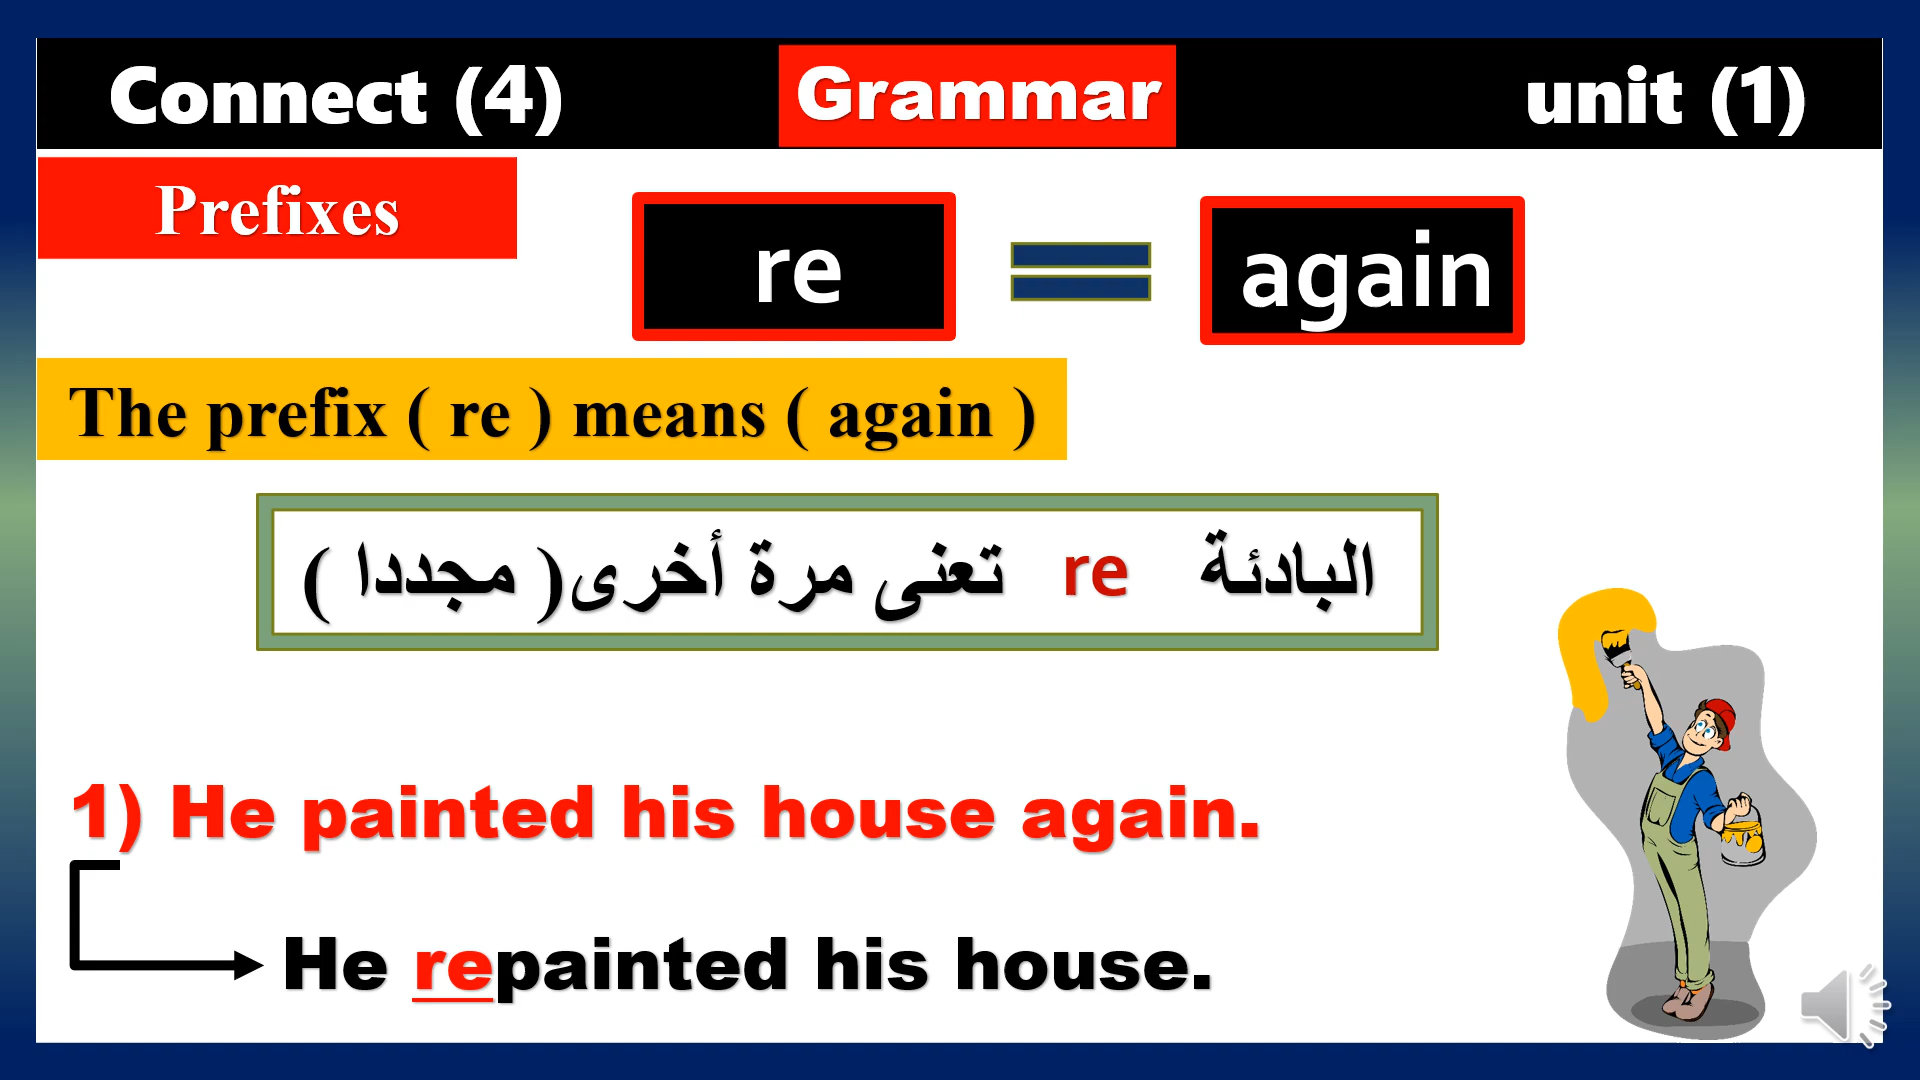 Connect (4) Grammar unit (1)
Prefixes
re = again
The prefix ( re ) means ( again )
البادئة re تعنى مرة أخرى( مجددا )
1) He painted his house again.
He repainted his house.